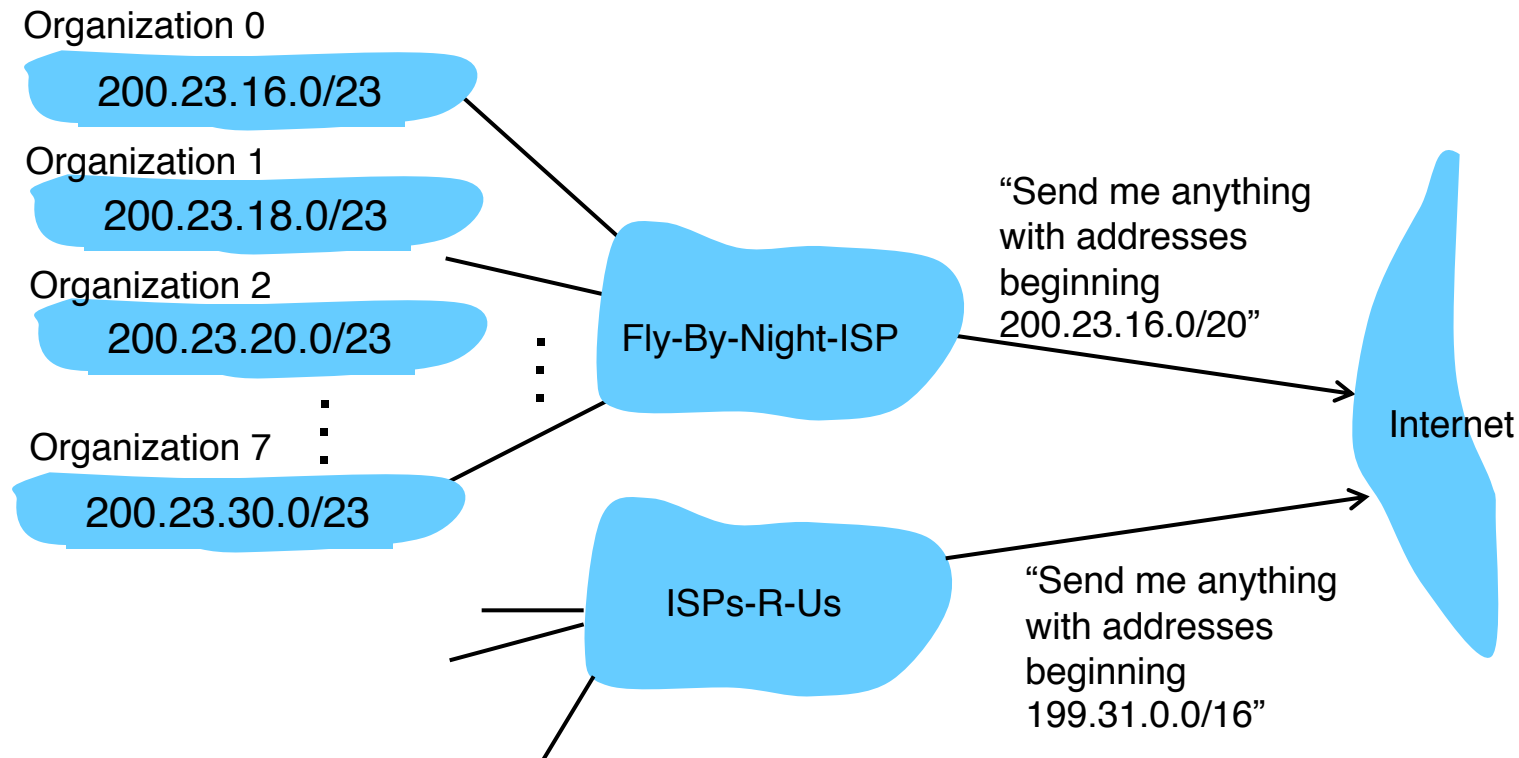 Organization 0
200.23.16.0/23
Organization 1
200.23.18.0/23
Organization 2
200.23.20.0/23
Organization 7
200.23.30.0/23
Fly-By-Night-ISP
“Send me anything
with addresses
beginning
200.23.16.0/20”
Internet
ISPs-R-Us
“Send me anything
with addresses
beginning
199.31.0.0/16”